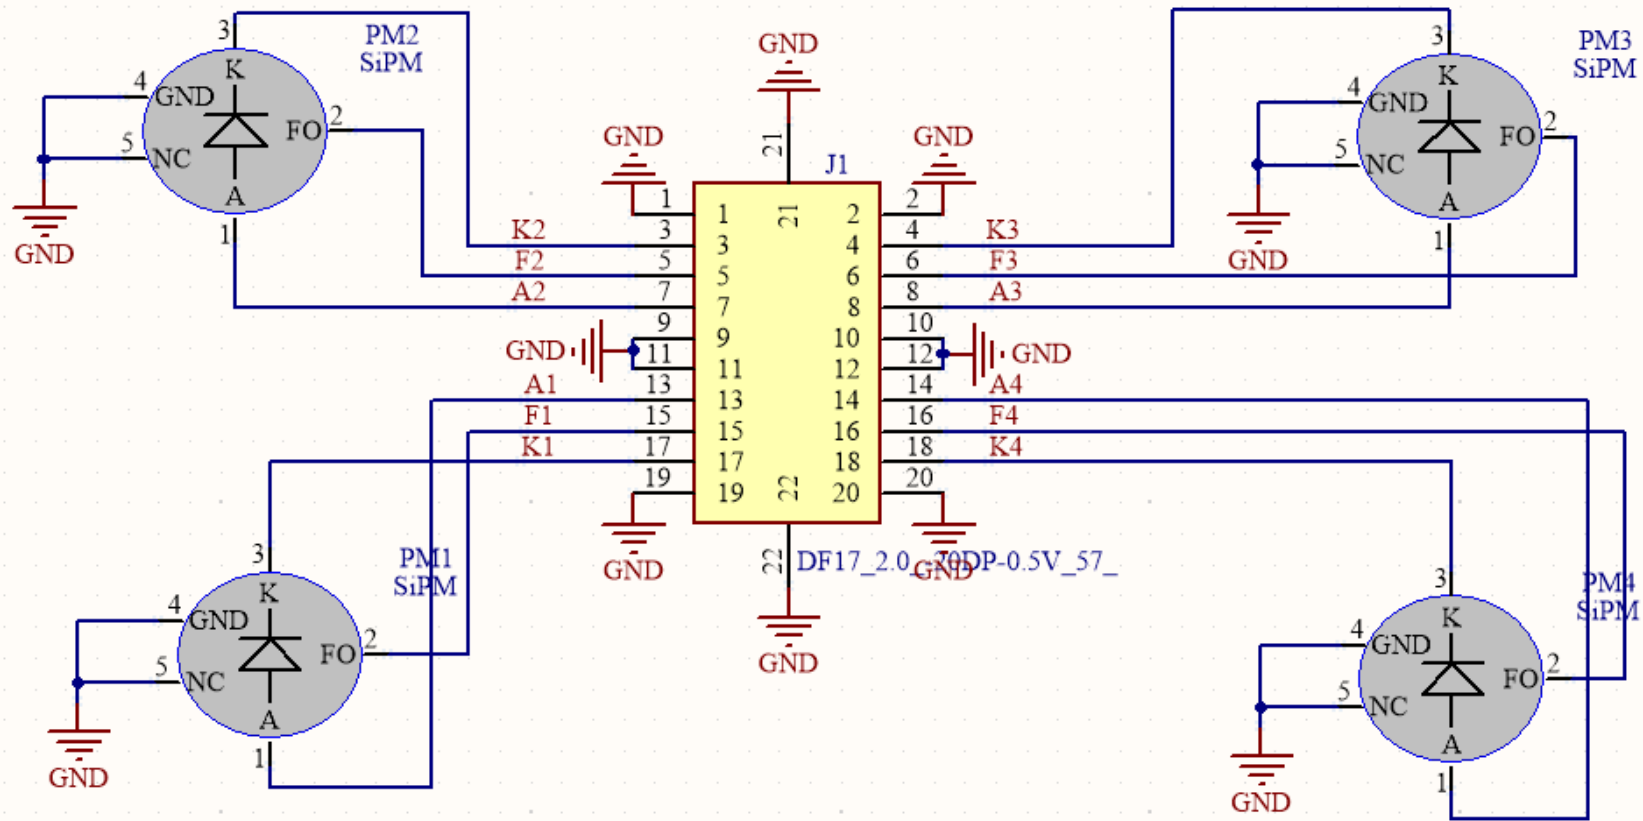 3
PM2
SiPM
K
4
GND
FO
2
5
NC
A
1
GND
GND
21
GND
J1
GND
3
PM3
SiPM
K
4
GND
FO
2
5
NC
A
1
GND
1
1
21
2
2
K2
3
3
4
4
K3
F2
5
5
6
6
F3
A2
7
7
8
8
A3
9
9
10
10
GND
11
11
12
12
GND
A1
13
13
14
14
A4
F1
15
15
16
16
F4
K1
17
17
18
18
K4
19
19
22
20
20
GND
22
DF17_2.0_-20DP-0.5V_57_
GND
GND
3
PM1
SiPM
K
4
GND
FO
2
5
NC
A
1
GND
3
PM4
SiPM
K
4
GND
FO
2
5
NC
A
1
GND